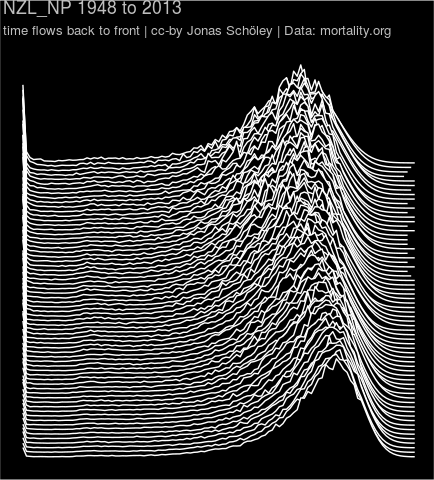 NZL_NP 1948 to 2013
time flows back to front | cc-by Jonas Schöley | Data: mortality.org